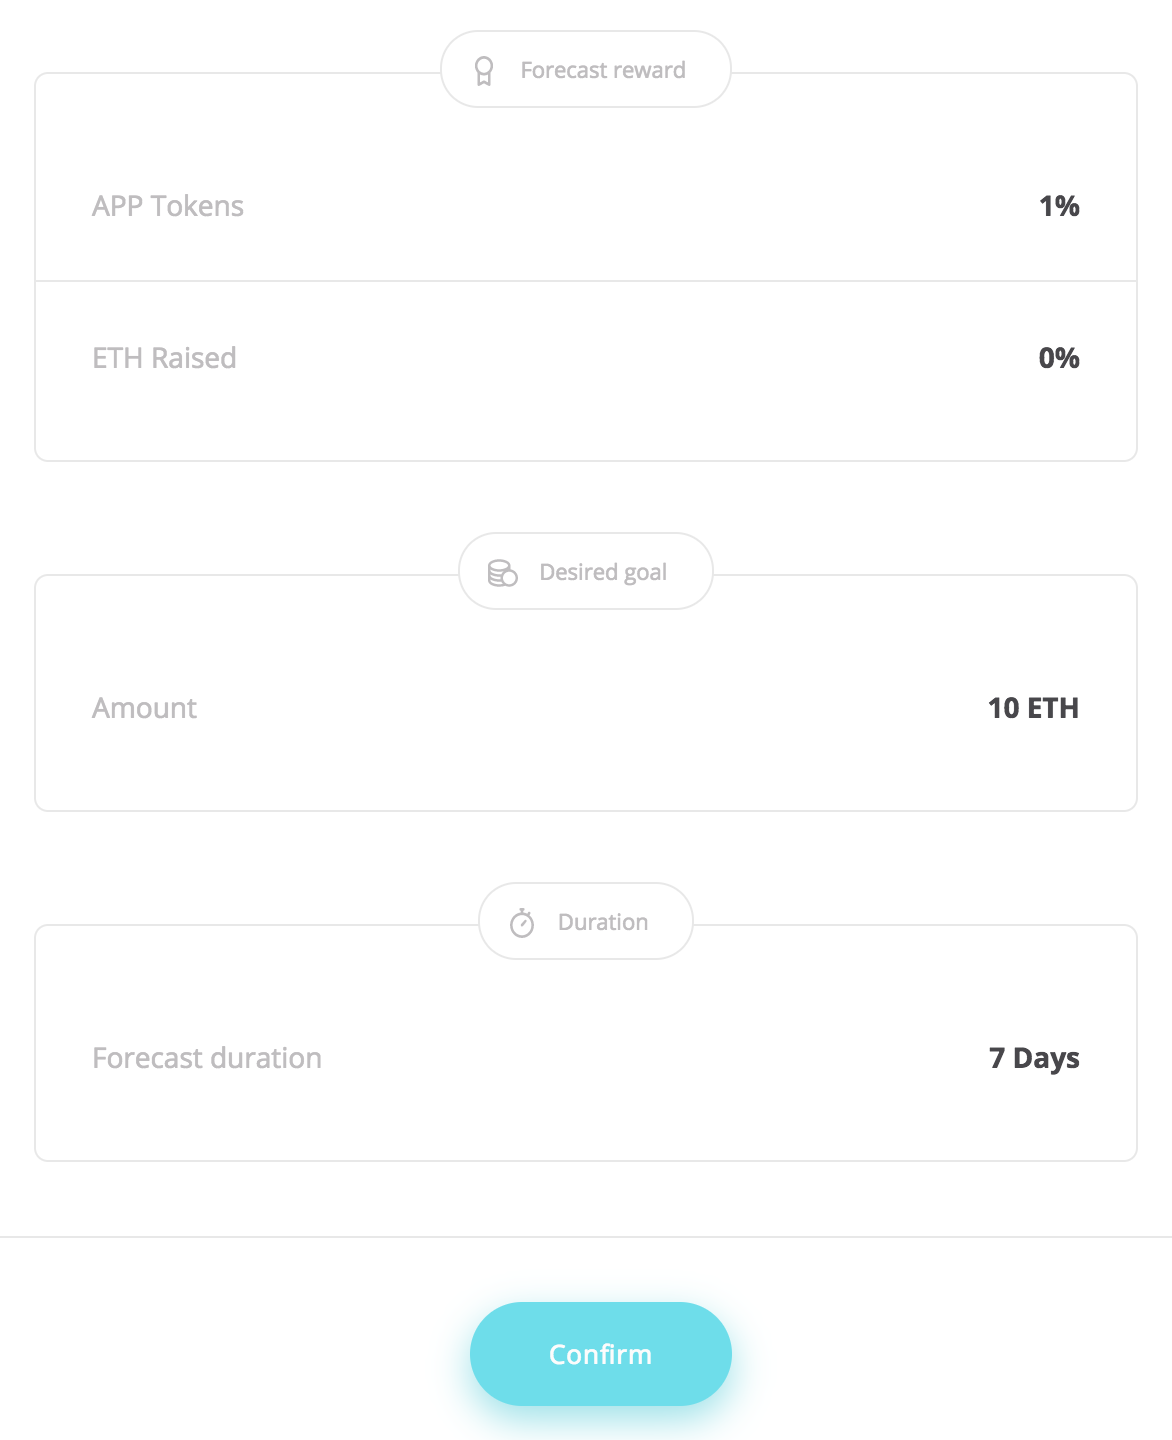 Forecast reward
APP Tokens 1%
ETH Raised 0%
Desired goal
Amount 10 ETH
Duration
Forecast duration 7 Days
Confirm